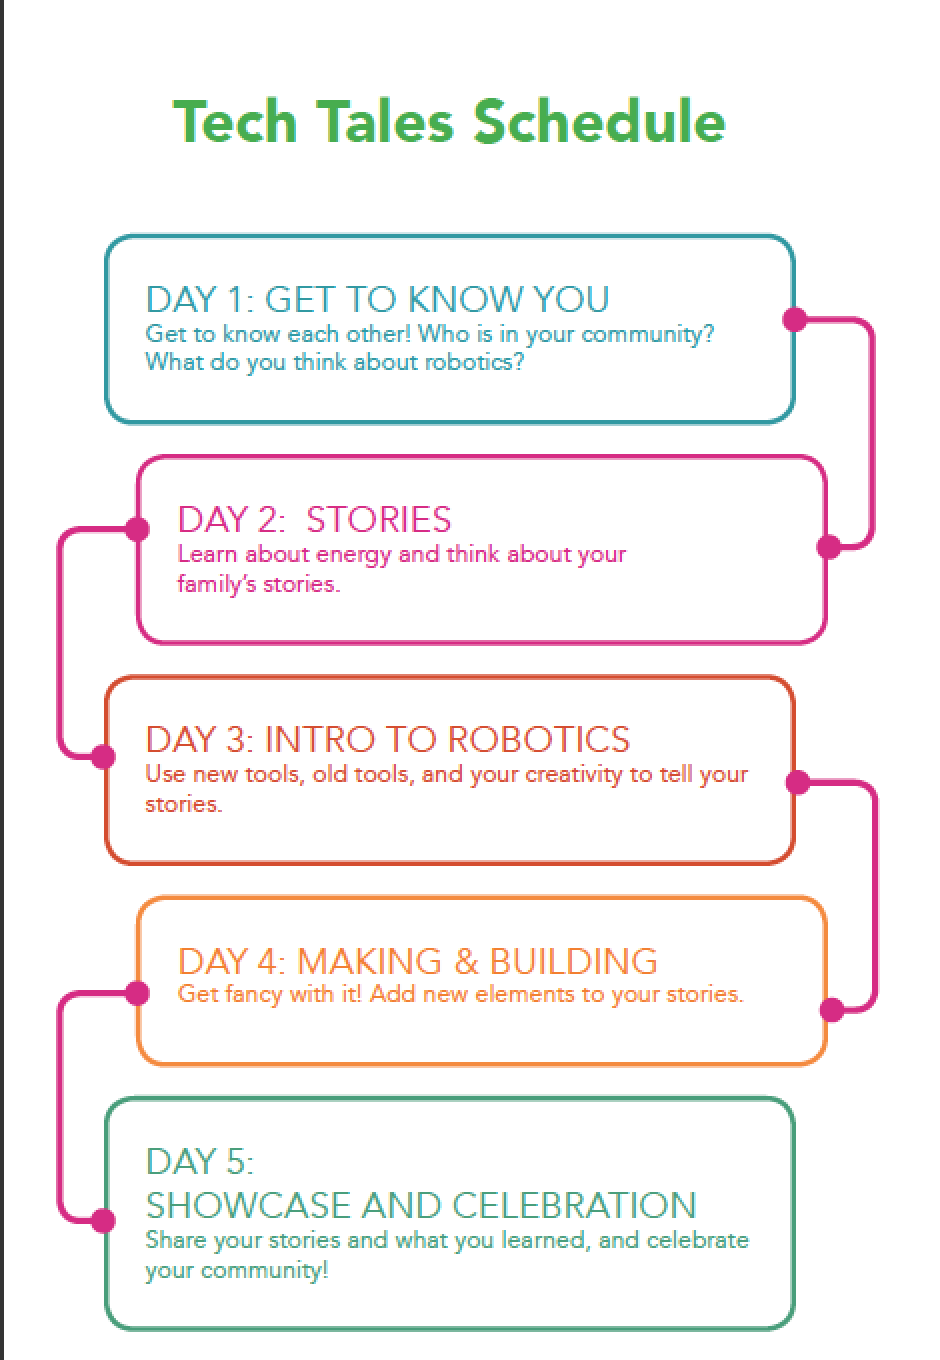 Tech Tales Schedule
DAY 1: GET TO KNOW YOU
Get to know each other! Who is in your community?
What do you think about robotics?
DAY 2:  STORIES
Learn about energy and think about your
family's stories.
DAY 3: INTRO TO ROBOTICS
Use new tools, old tools, and your creativity to tell your
stories.
DAY 4: MAKING & BUILDING
Get fancy with it! Add new elements to your stories.
DAY 5:
SHOWCASE AND CELEBRATION
Share your stories and what you learned, and celebrate
your community!